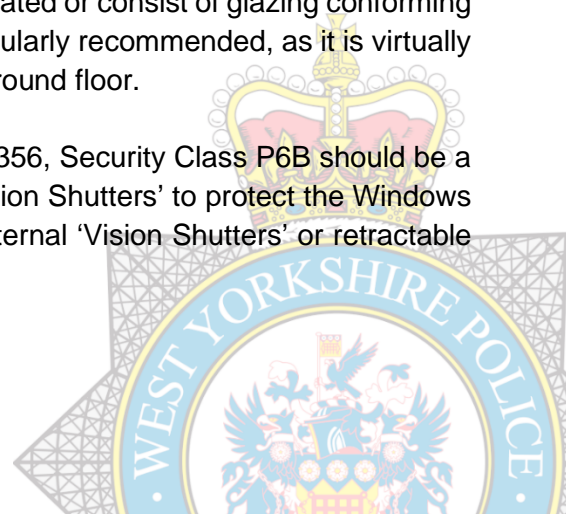 ated or consist of glazing conforming
ularly recommended, as it is virtually
round floor.
356, Security Class P6B should be a
ion Shutters’ to protect the Windows
ternal ‘Vision Shutters’ or retractable
WEST YORKSHIRE POLICE